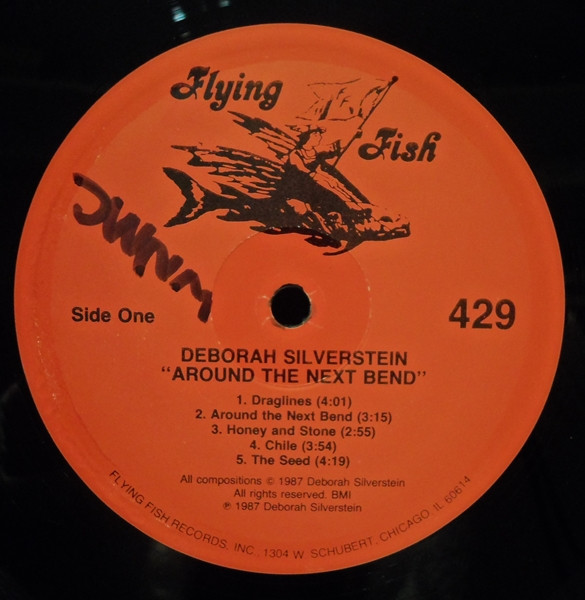 Flying
Fish
Side One
429
DEBORAH SILVERSTEIN
"AROUND THE NEXT BEND"
1. Draglines (4:01)
2. Around the Next Bend (3:15)
3. Honey and Stone (2:55)
4. Chile (3:54)
5. The Seed (4:19)
All compositions © 1987 Deborah Silverstein
All rights reserved. BMI
℗ 1987 Deborah Silverstein
FLYING FISH RECORDS, INC., 1304 W. SCHUBERT, CHICAGO, IL 60614